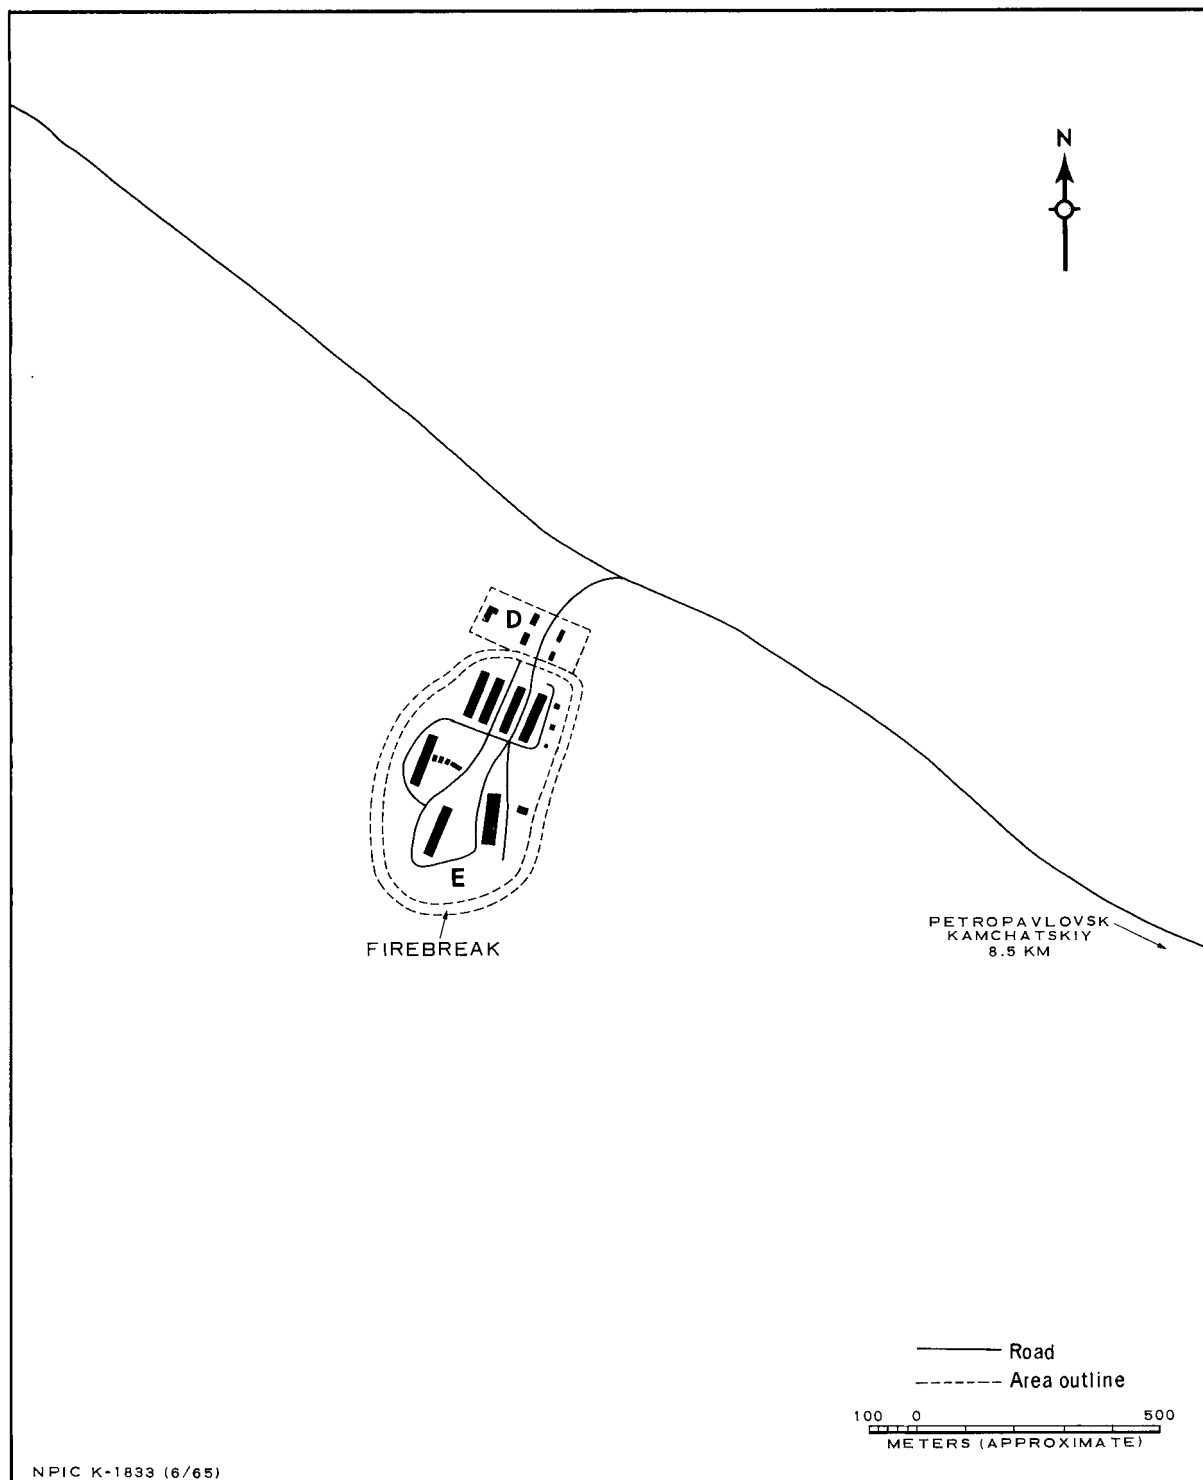 N
D
E
FIREBREAK
PETROPAVLOVSK
KAMCHATSKIY
8.5 KM
Road
Area outline
100 0 500
METERS (APPROXIMATE)
NPIC K-1833 (6/65)